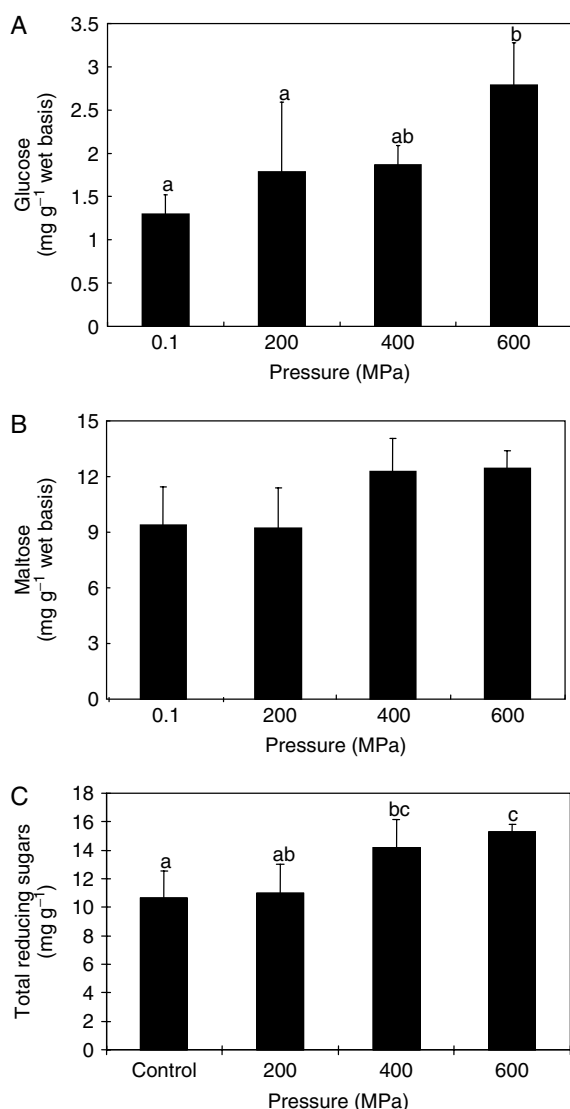 A
Glucose
(mg g⁻¹ wet basis)
3.5
3
2.5
2
1.5
1
0.5
0
a
a
ab
b
0.1 200 400 600
Pressure (MPa)
B
Maltose
(mg g⁻¹ wet basis)
15
12
9
6
3
0
0.1 200 400 600
Pressure (MPa)
C
Total reducing sugars
(mg g⁻¹)
18
16
14
12
10
8
6
4
2
0
a
ab
bc
c
Control 200 400 600
Pressure (MPa)